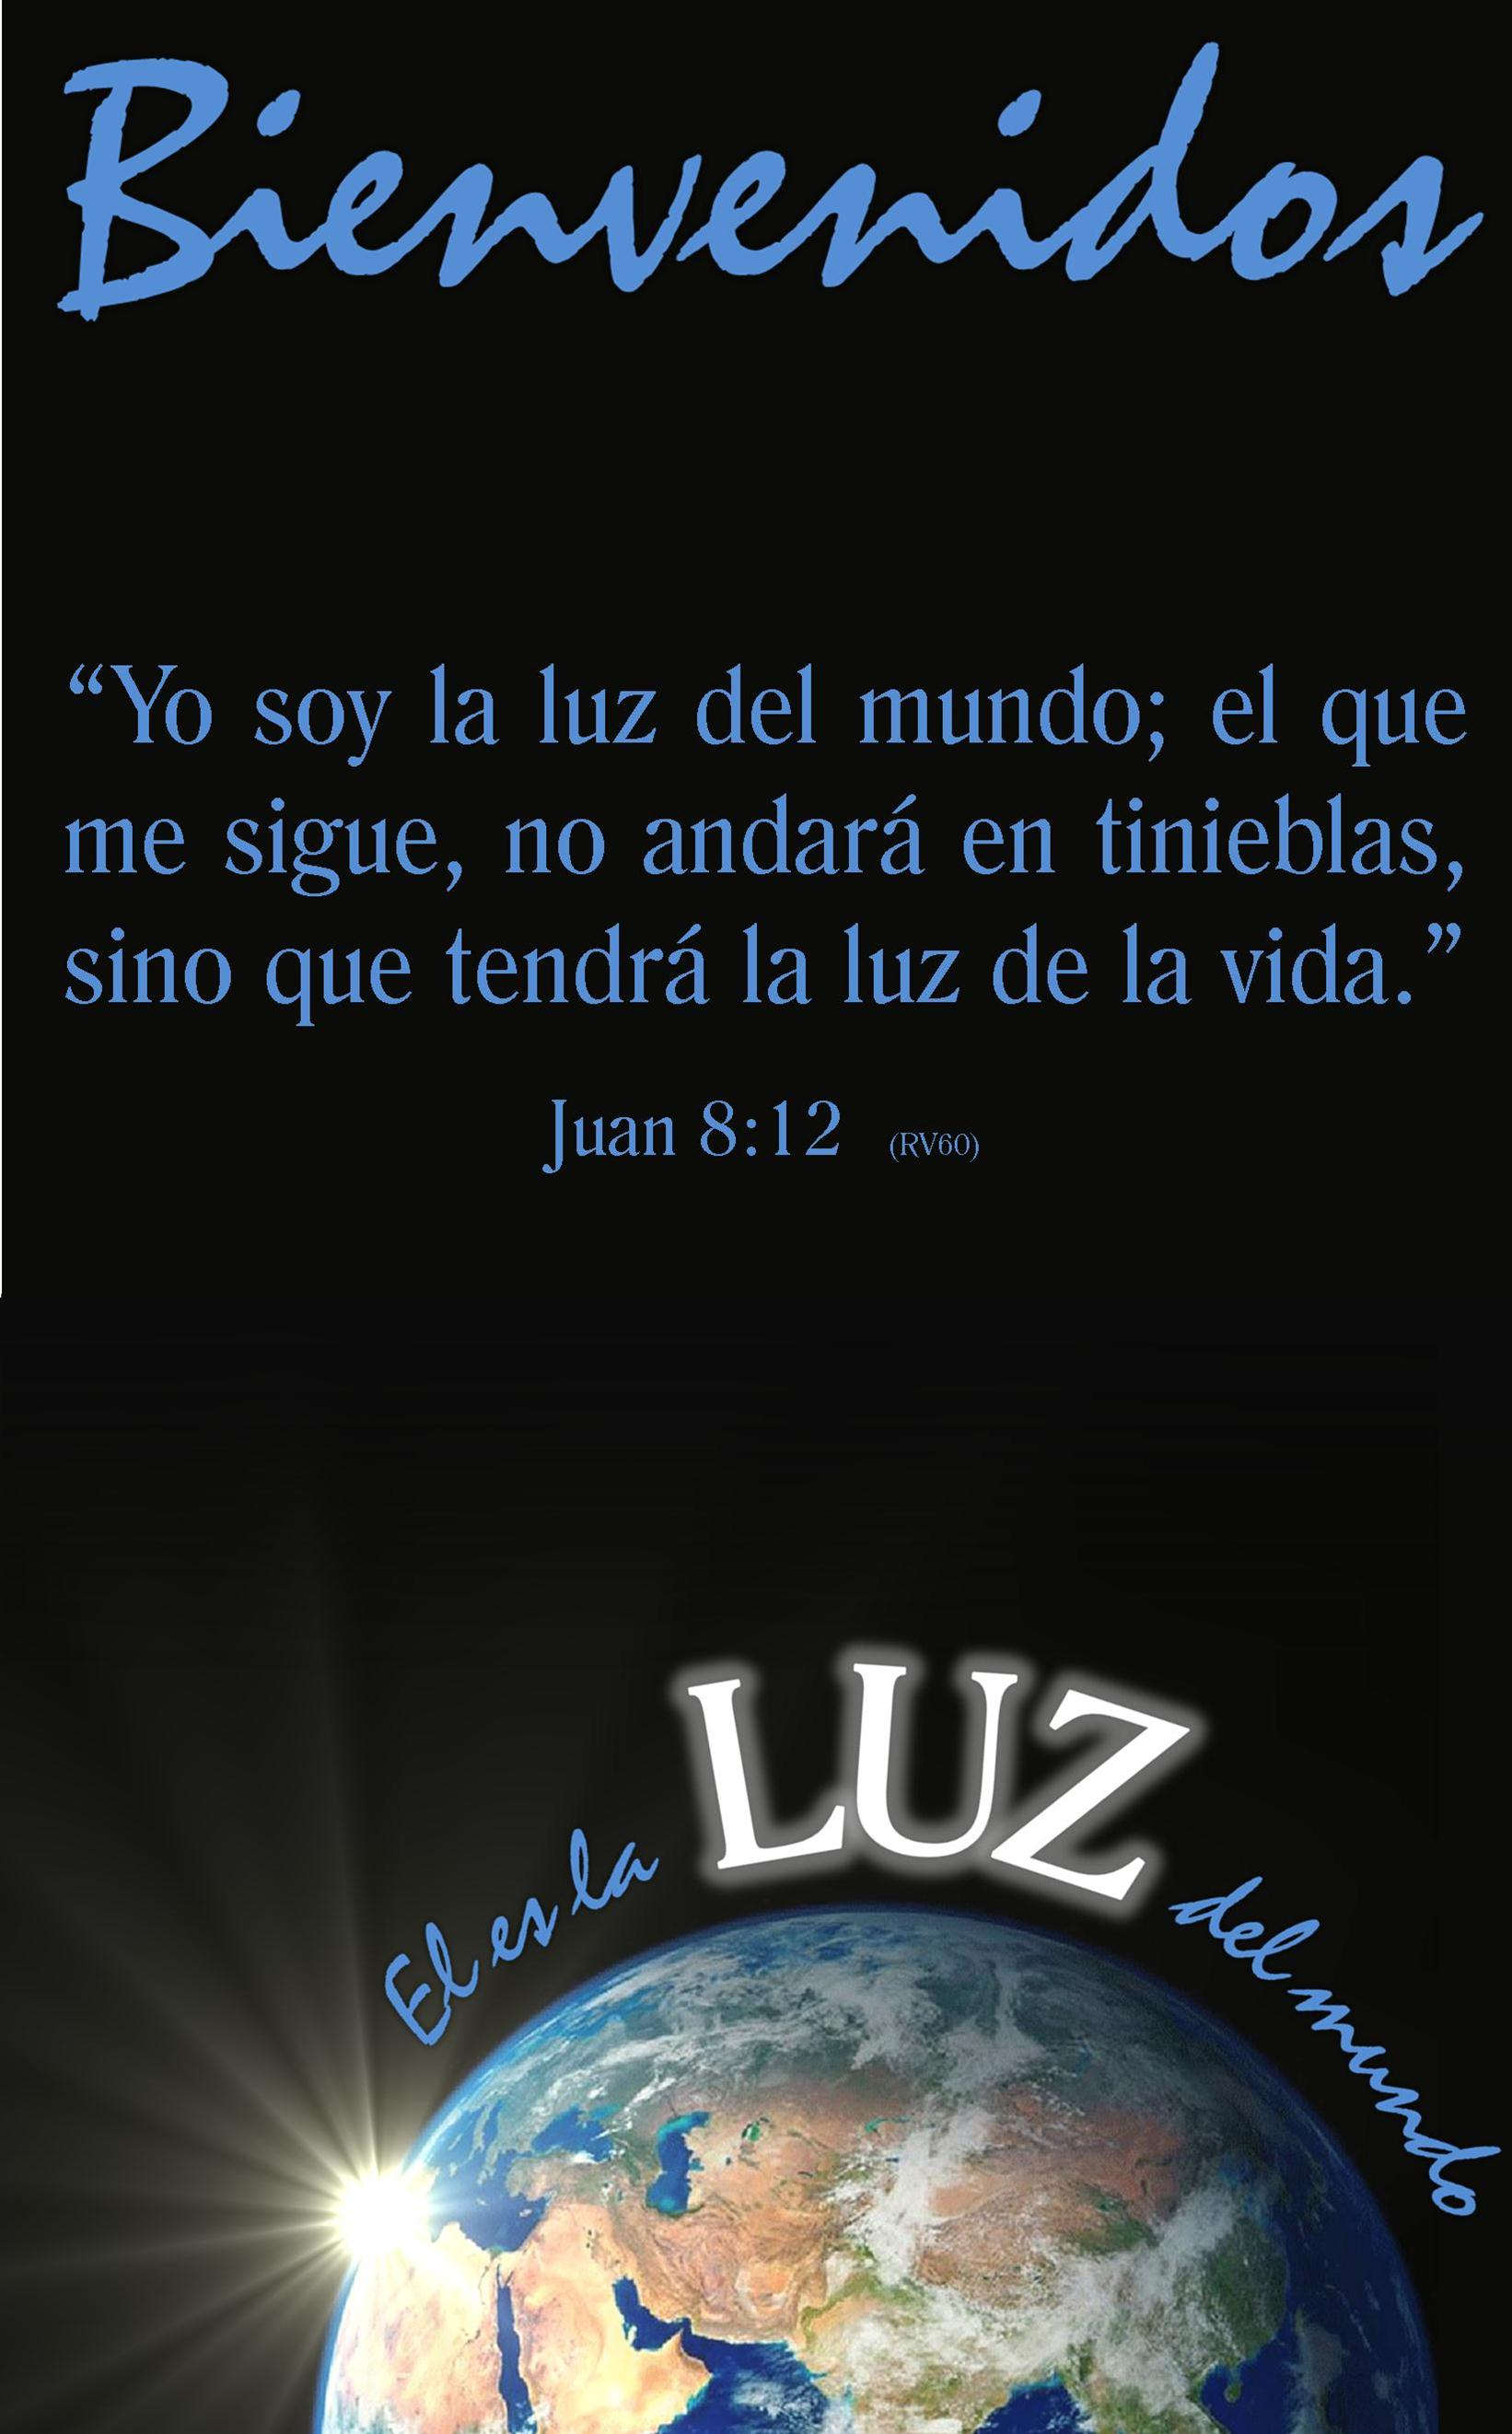 Bienvenidos
“Yo soy la luz del mundo; el que
me sigue, no andará en tinieblas,
sino que tendrá la luz de la vida.”
Juan 8:12 (RV60)
El es la LUZ del mundo